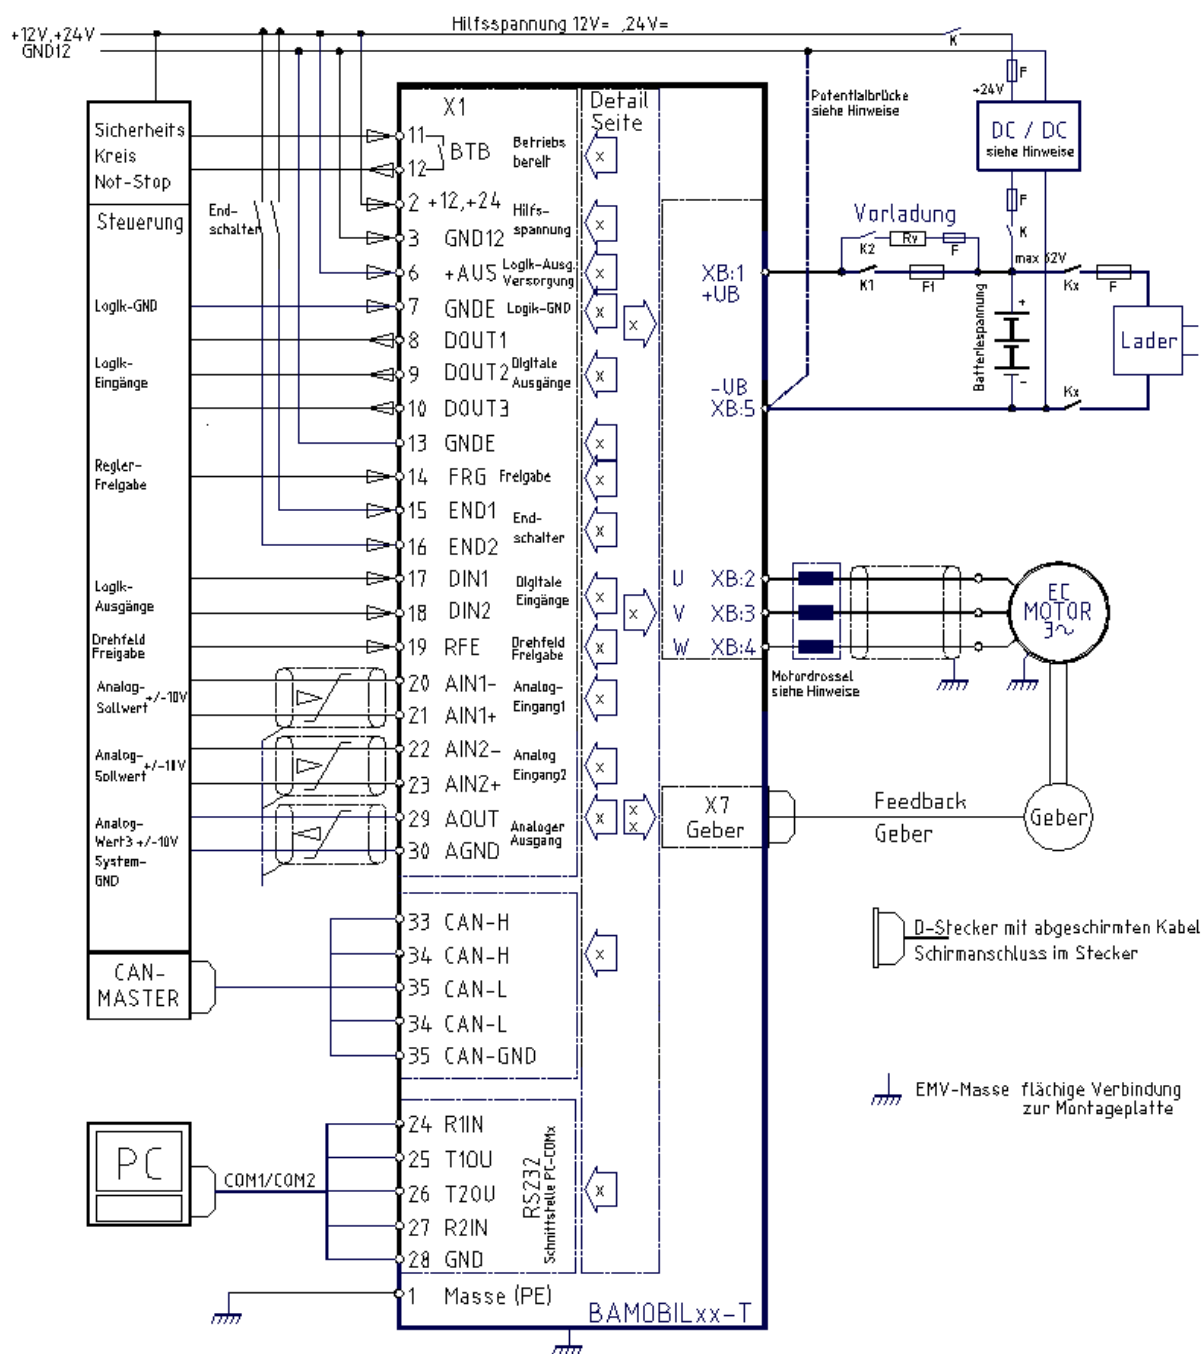 Hilfsspannung 12V= ,24V=
+12V,+24V
GND12
K
F
+24V
DC / DC
siehe Hinweise
F
K
Potentialbrücke
siehe Hinweise
X1
Detail
Seite
Sicherheits
Kreis
Not-Stop
11
12
BTB
Betriebs
bereit
x
Steuerung
End-
schalter
2 +12,+24
Hilfs-
spannung
x
3 GND12
6 +AUS
Logik-Ausg.
Versorgung
x
Logik-GND
7 GNDE
Logik-GND
x
x
8 DOUT1
Logik-
Eingänge
9 DOUT2
Digitale
Ausgänge
x
10 DOUT3
13 GNDE
x
Regler-
Freigabe
14 FRG
Freigabe
x
15 END1
End-
schalter
x
16 END2
Vorladung
K2
Rv
F
K1
F1
max 52V
Kx
F
XB:1
+UB
Batteriespannung
+
-
Lader
-UB
XB:5
Kx
17 DIN1
Digitale
Eingänge
x
x
Logik-
Ausgänge
18 DIN2
U XB:2
V XB:3
W XB:4
EC
MOTOR
3~
Motordrossel
siehe Hinweise
Drehfeld
Freigabe
19 RFE
Drehfeld
Freigabe
x
Analog-
Sollwert
+/-10V
20 AIN1-
21 AIN1+
Analog-
Eingang1
x
Analog-
Sollwert
+/-10V
22 AIN2-
23 AIN2+
Analog
Eingang2
x
Analog-
Wert3 +/-10V
System-
GND
29 AOUT
30 AGND
Analoger
Ausgang
x
x
x
X7
Geber
Feedback
Geber
Geber
CAN-
MASTER
33 CAN-H
34 CAN-H
35 CAN-L
34 CAN-L
35 CAN-GND
x
D-Stecker mit abgeschirmten Kabel
Schirmanschluss im Stecker
EMV-Masse flächige Verbindung
zur Montageplatte
PC
COM1/COM2
24 R1IN
25 T1OU
26 T2OU
27 R2IN
28 GND
RS232
Schnittstelle PC-COMx
x
1 Masse (PE)
BAMOBILxx-T